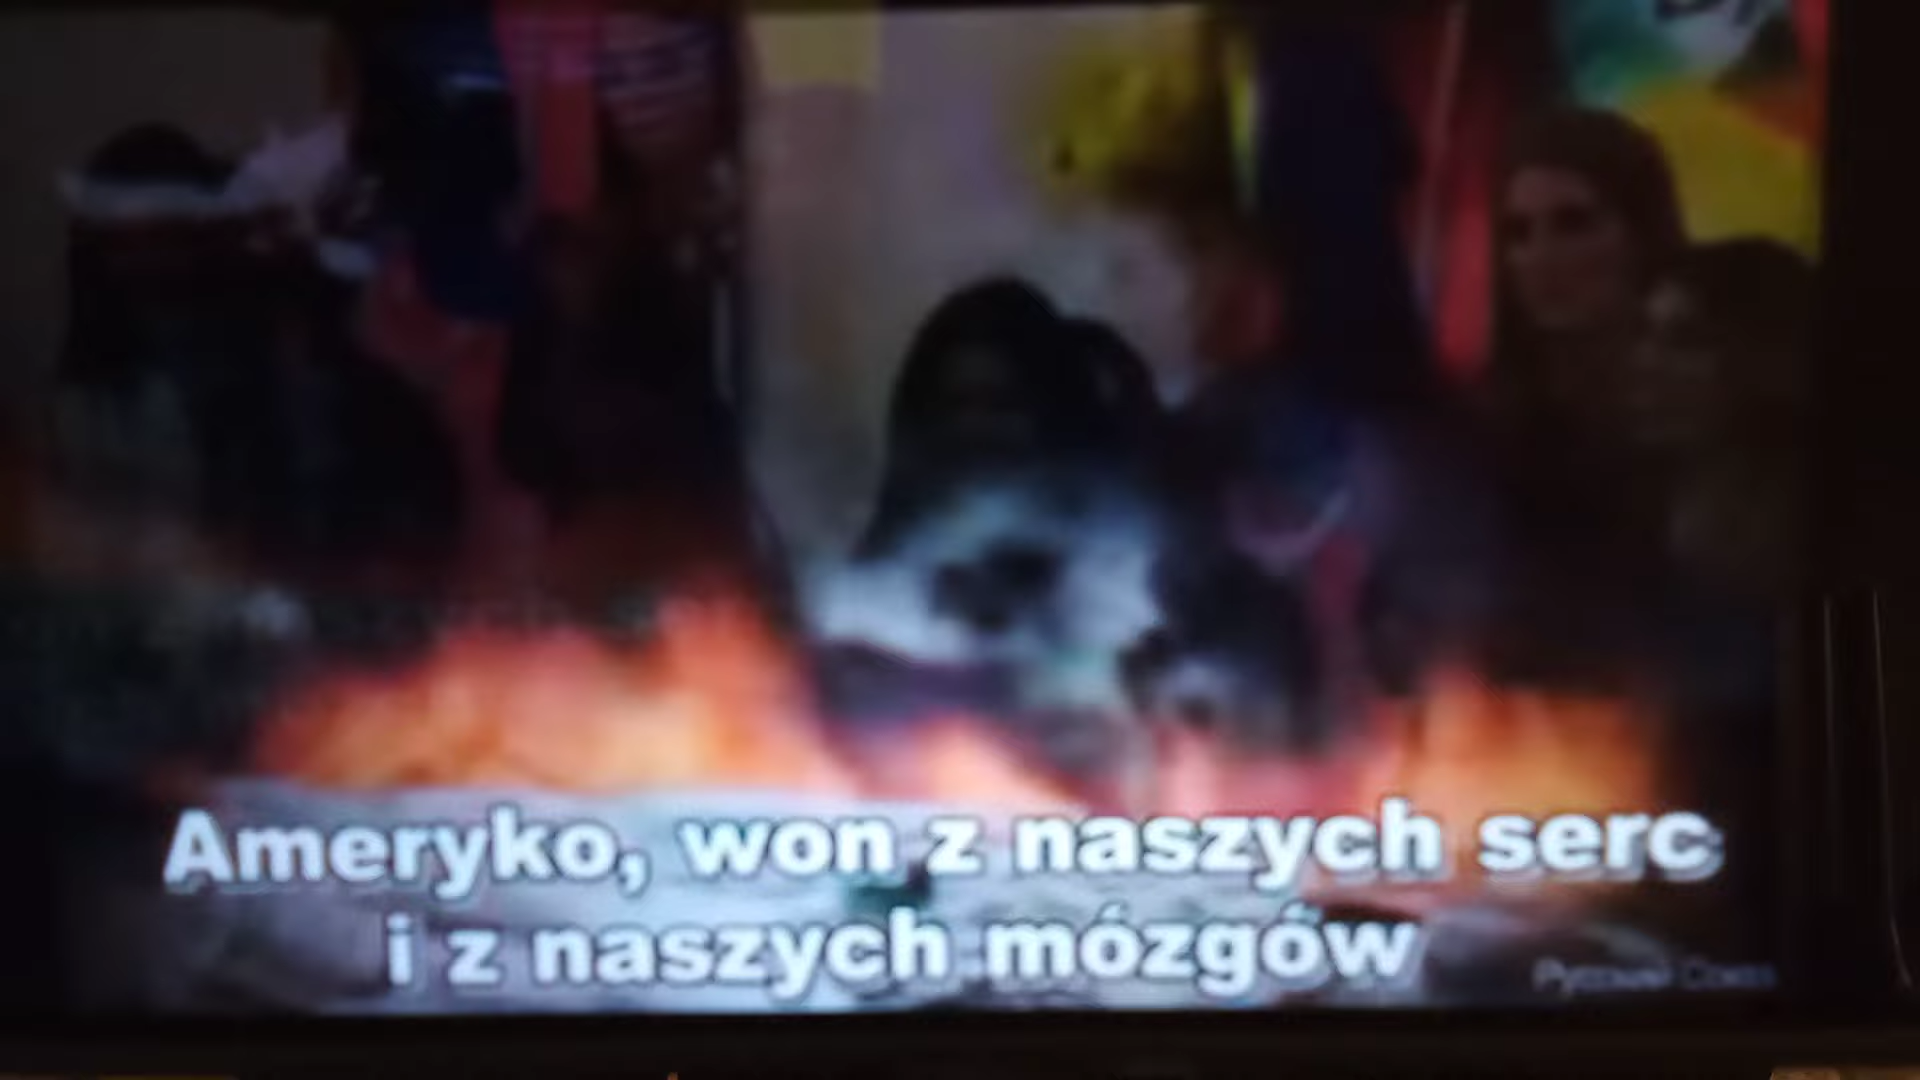 Ameryko, won z naszych serc
i z naszych mózgów